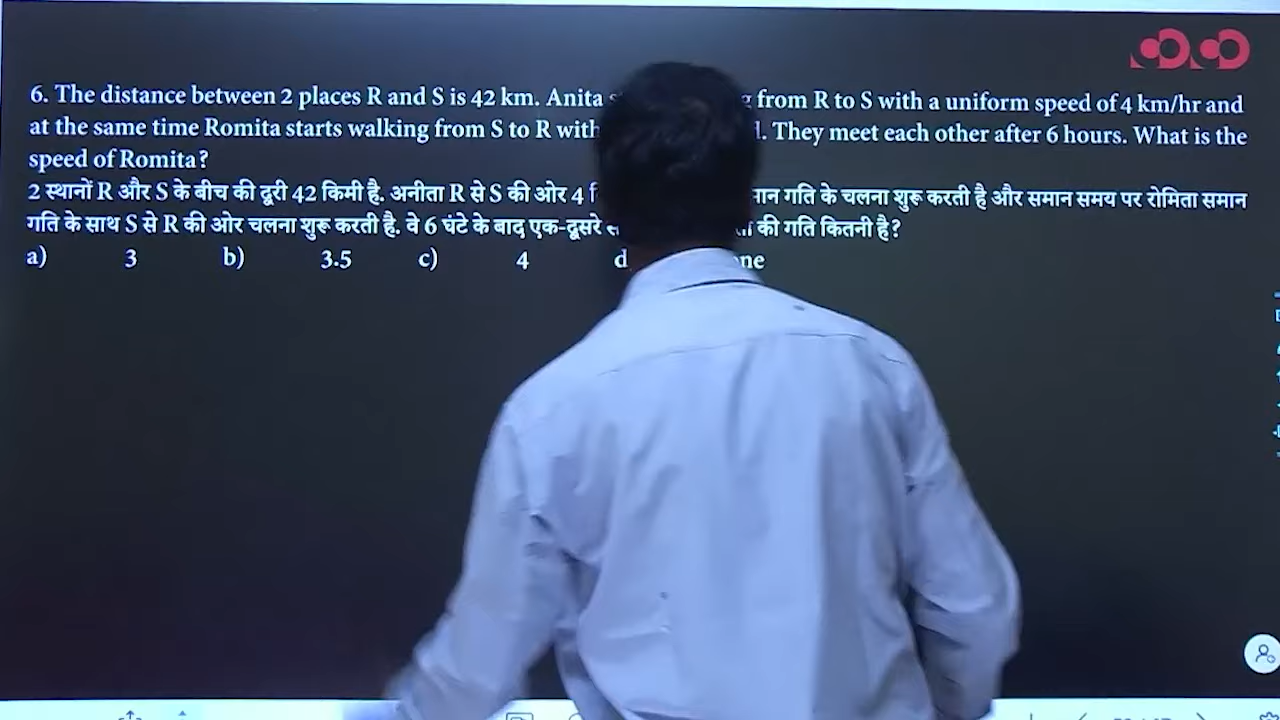 6. The distance between 2 places R and S is 42 km. Anita from R to S with a uniform speed of 4 km/hr and
at the same time Romita starts walking from S to R with They meet each other after 6 hours. What is the
speed of Romita?
2 स्थानों R और S के बीच की दूरी 42 किमी है. अनीता R से S की ओर 4 गति के चलना शुरू करती है और समान समय पर रोमिता समान
गति के साथ S से R की ओर चलना शुरू करती है. वे 6 घंटे के बाद एक-दूसरे की गति कितनी है?
a) 3 b) 3.5 c) 4